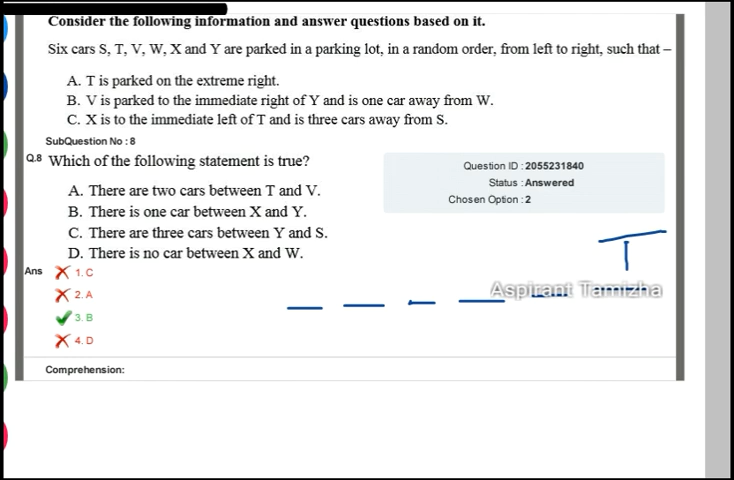 Consider the following information and answer questions based on it.
Six cars S, T, V, W, X and Y are parked in a parking lot, in a random order, from left to right, such that –
A. T is parked on the extreme right.
B. V is parked to the immediate right of Y and is one car away from W.
C. X is to the immediate left of T and is three cars away from S.
SubQuestion No : 8
Q.8 Which of the following statement is true?
A. There are two cars between T and V.
B. There is one car between X and Y.
C. There are three cars between Y and S.
D. There is no car between X and W.
Question ID : 2055231840
Status : Answered
Chosen Option : 2
Ans 1. C
2. A
3. B
4. D
T
Aspirant Tamizha
Comprehension: